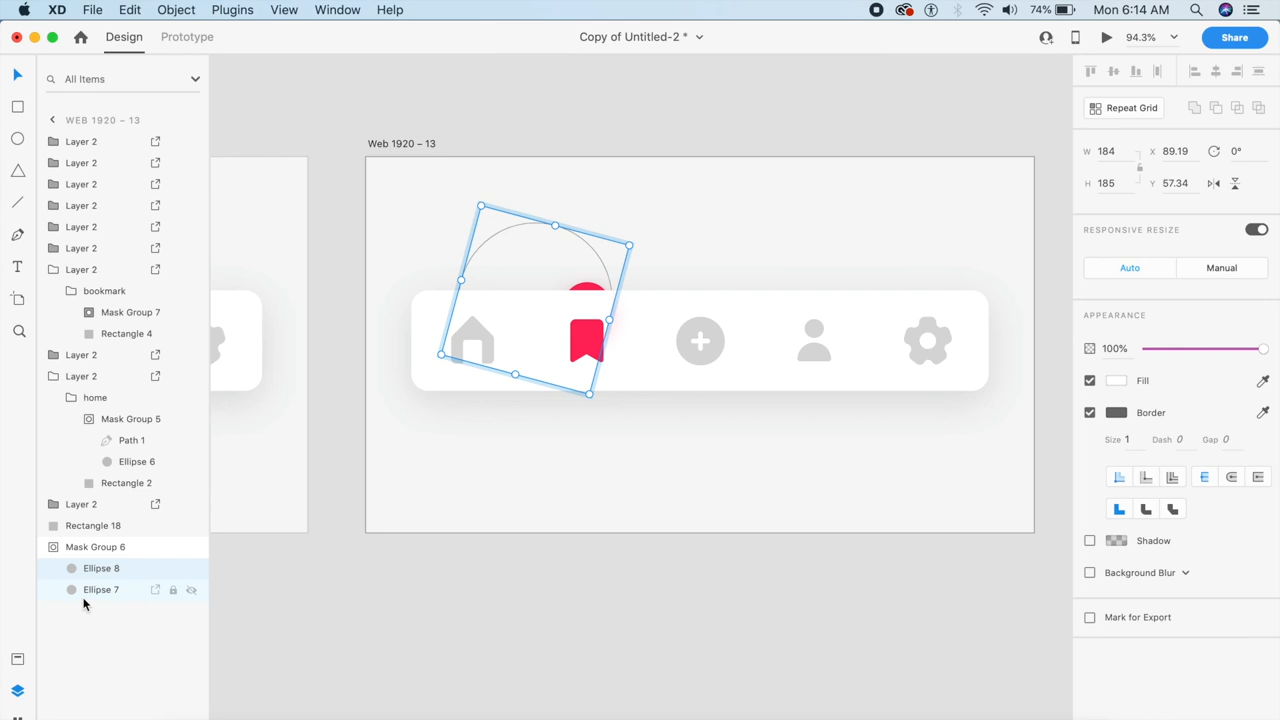 XD File Edit Object Plugins View Window Help 74% Mon 6:14 AM
Design Prototype Copy of Untitled-2 * 94.3% Share
All Items
WEB 1920 – 13
Layer 2
Layer 2
Layer 2
Layer 2
Layer 2
Layer 2
Layer 2
bookmark
Mask Group 7
Rectangle 4
Layer 2
Layer 2
home
Mask Group 5
Path 1
Ellipse 6
Rectangle 2
Layer 2
Rectangle 18
Mask Group 6
Ellipse 8
Ellipse 7
Web 1920 – 13
Repeat Grid
W 184 X 89.19 0°
H 185 Y 57.34
RESPONSIVE RESIZE
Auto Manual
APPEARANCE
100%
Fill
Border
Size 1 Dash 0 Gap 0
Shadow
Background Blur
Mark for Export